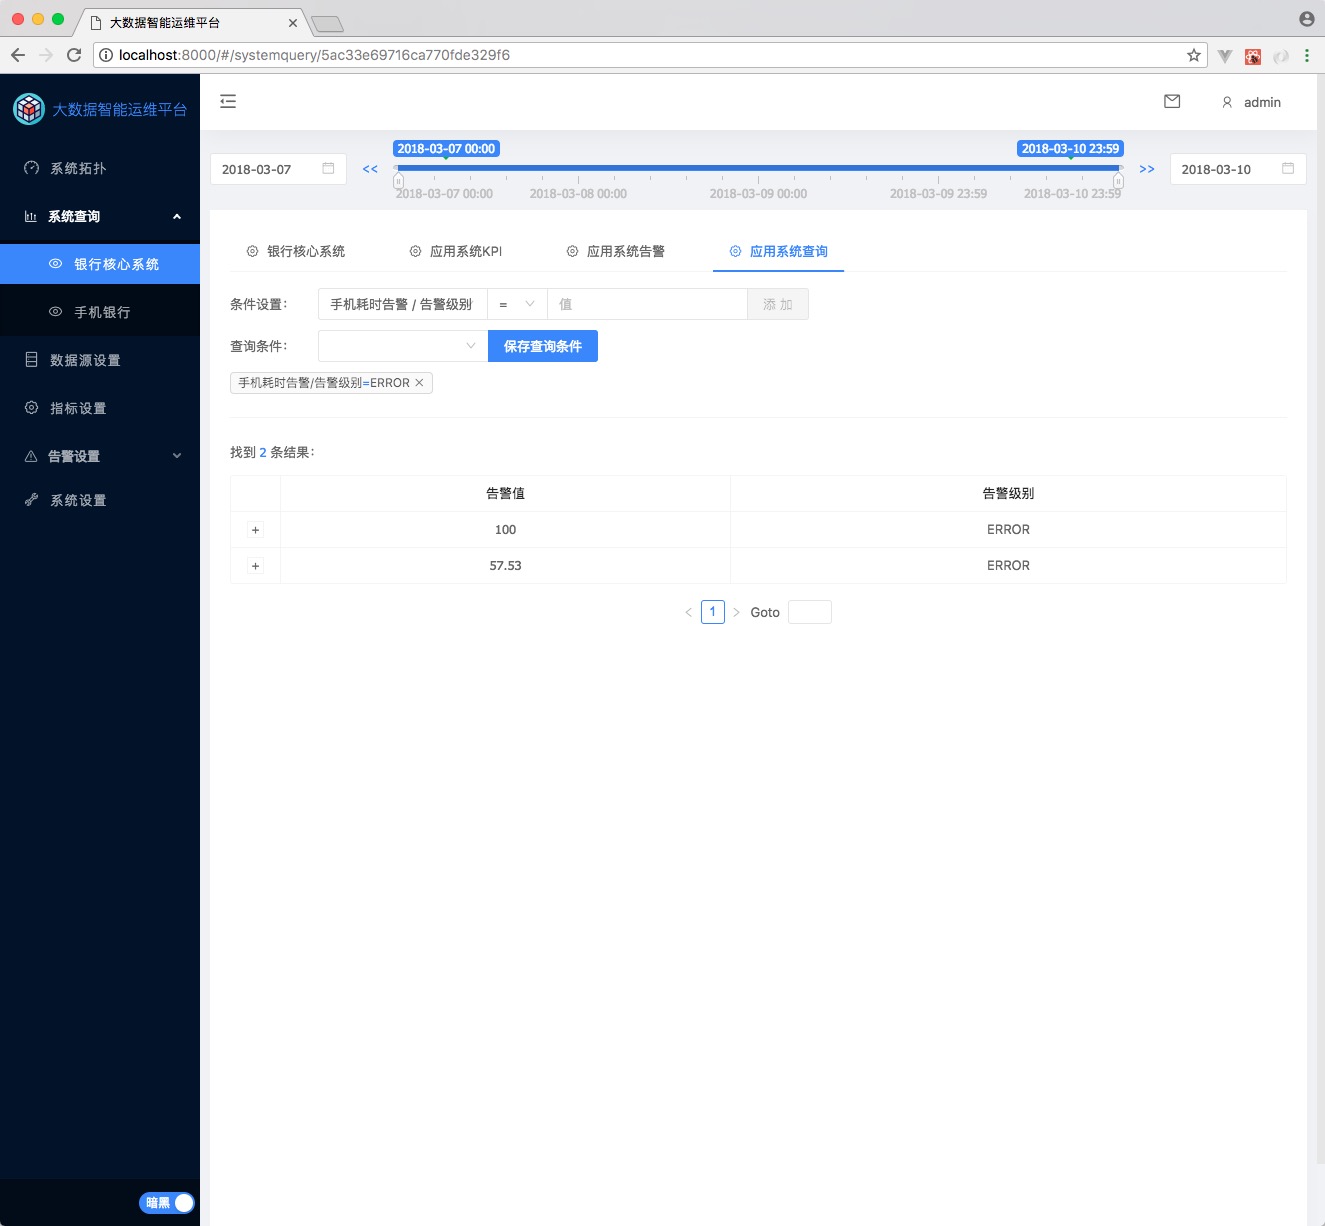 大数据智能运维平台
localhost:8000/#/systemquery/5ac33e69716ca770fde329f6
大数据智能运维平台
admin
系统拓扑
系统查询
银行核心系统
手机银行
数据源设置
指标设置
告警设置
系统设置
暗黑
2018-03-07 00:00
2018-03-10 23:59
2018-03-07
<<
>>
2018-03-10
2018-03-07 00:00
2018-03-08 00:00
2018-03-09 00:00
2018-03-09 23:59
2018-03-10 23:59
银行核心系统 应用系统KPI 应用系统告警 应用系统查询
条件设置： 手机耗时告警 / 告警级别 = 值 添 加
查询条件： 保存查询条件
手机耗时告警/告警级别=ERROR
找到 2 条结果：
告警值 告警级别
+ 100 ERROR
+ 57.53 ERROR
< 1 > Goto